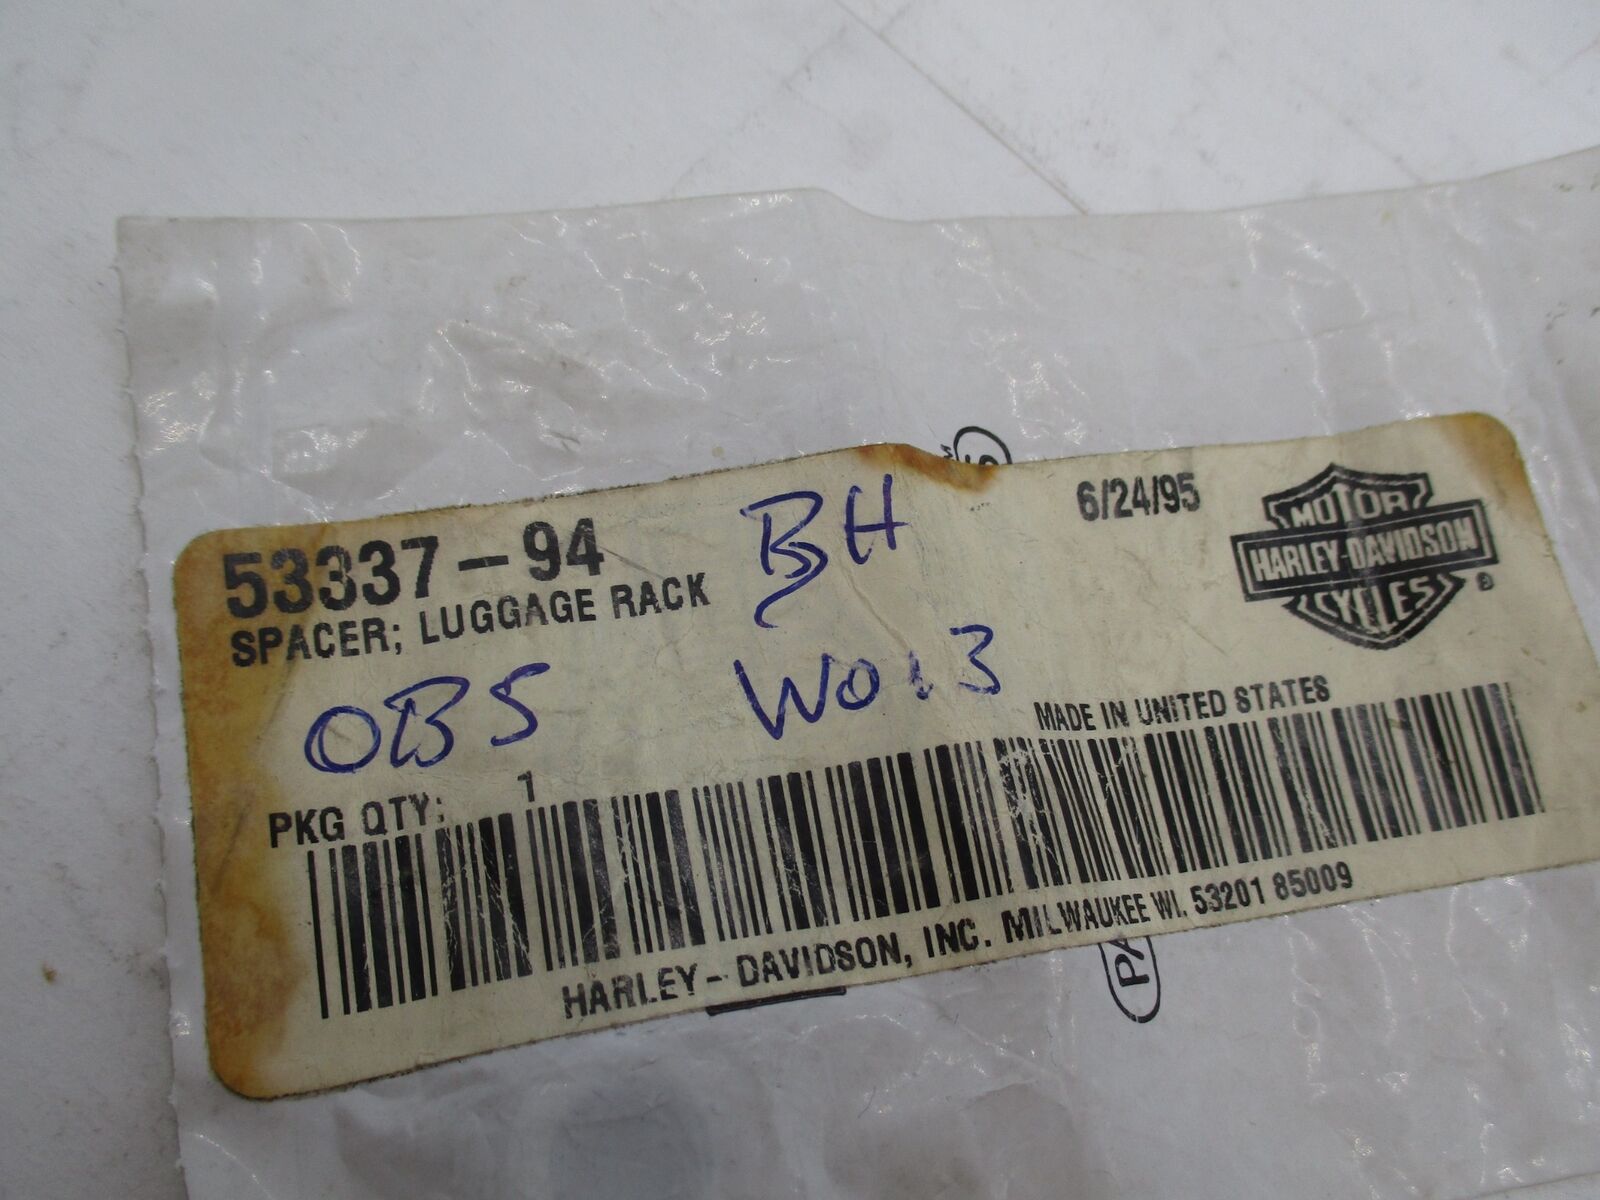 53337-94
SPACER; LUGGAGE RACK
BH
6/24/95
MOTOR
HARLEY-DAVIDSON
CYCLES
®
OBS
W013
MADE IN UNITED STATES
PKG QTY: 1
HARLEY-DAVIDSON, INC. MILWAUKEE WI. 53201 85009
PA